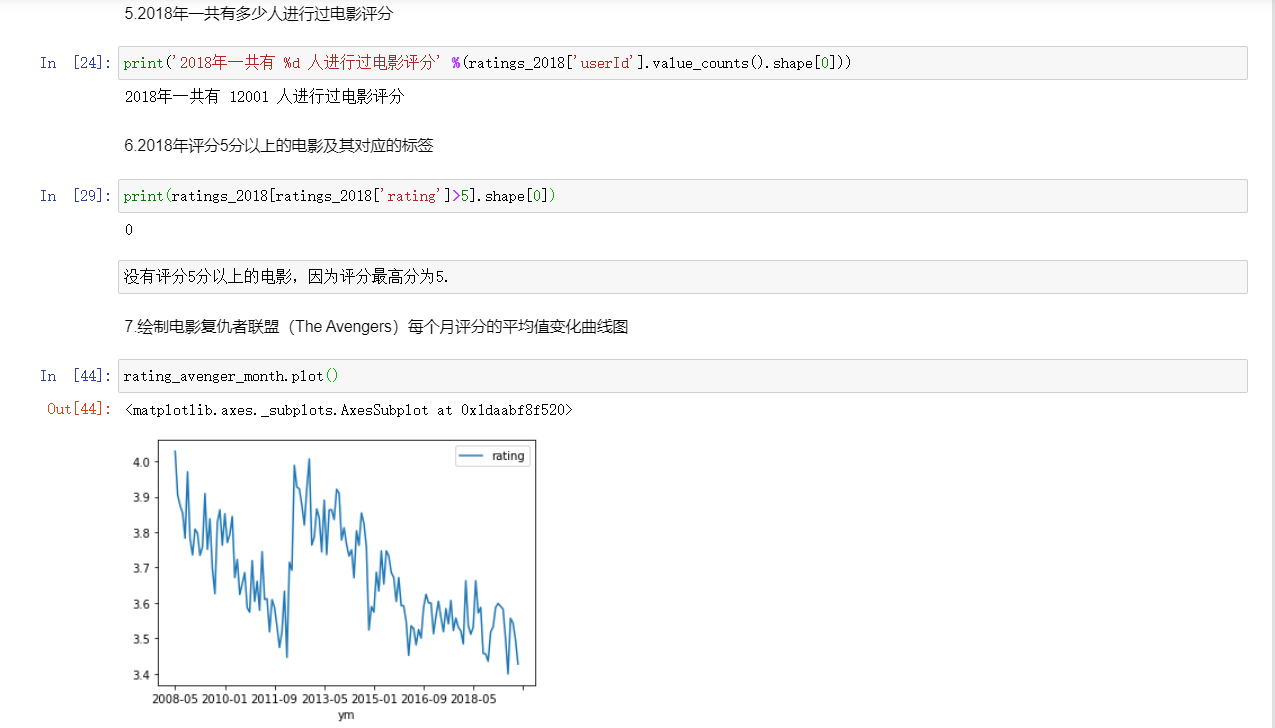 5.2018年一共有多少人进行过电影评分
In [24]: print('2018年一共有 %d 人进行过电影评分' %(ratings_2018['userId'].value_counts().shape[0]))
2018年一共有 12001 人进行过电影评分
6.2018年评分5分以上的电影及其对应的标签
In [29]: print(ratings_2018[ratings_2018['rating']>5].shape[0])
0
没有评分5分以上的电影，因为评分最高分为5.
7.绘制电影复仇者联盟（The Avengers）每个月评分的平均值变化曲线图
In [44]: rating_avenger_month.plot()
Out[44]: <matplotlib.axes._subplots.AxesSubplot at 0x1daabf8f520>
rating
4.0
3.9
3.8
3.7
3.6
3.5
3.4
2008-05 2010-01 2011-09 2013-05 2015-01 2016-09 2018-05
ym